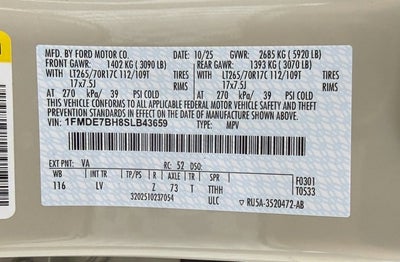 MFD. BY FORD MOTOR CO. 10/25 GVWR: 2685 KG ( 5920 LB)
FRONT GAWR: 1402 KG ( 3090 LB) REAR GAWR: 1393 KG ( 3070 LB)
WITH LT265/70R17C 112/109T TIRES WITH LT265/70R17C 112/109T TIRES
17x7.5J RIMS 17x7.5J RIMS
AT 270 kPa/ 39 PSI COLD AT 270 kPa/ 39 PSI COLD
THIS VEHICLE CONFORMS TO ALL APPLICABLE FEDERAL MOTOR VEHICLE SAFETY AND THEFT PREVENTION STANDARDS IN EFFECT ON THE DATE OF MANUFACTURE SHOWN ABOVE.
VIN: 1FMDE7BH8SLB43659 TYPE: MPV
EXT PNT: VA RC: 52 DSO:
WB INT TR TP/PS R AXLE TR SPR F0301
116 LV Z 73 T TTHH T0533
3202510237054 ULC RU5A-3520472-AB